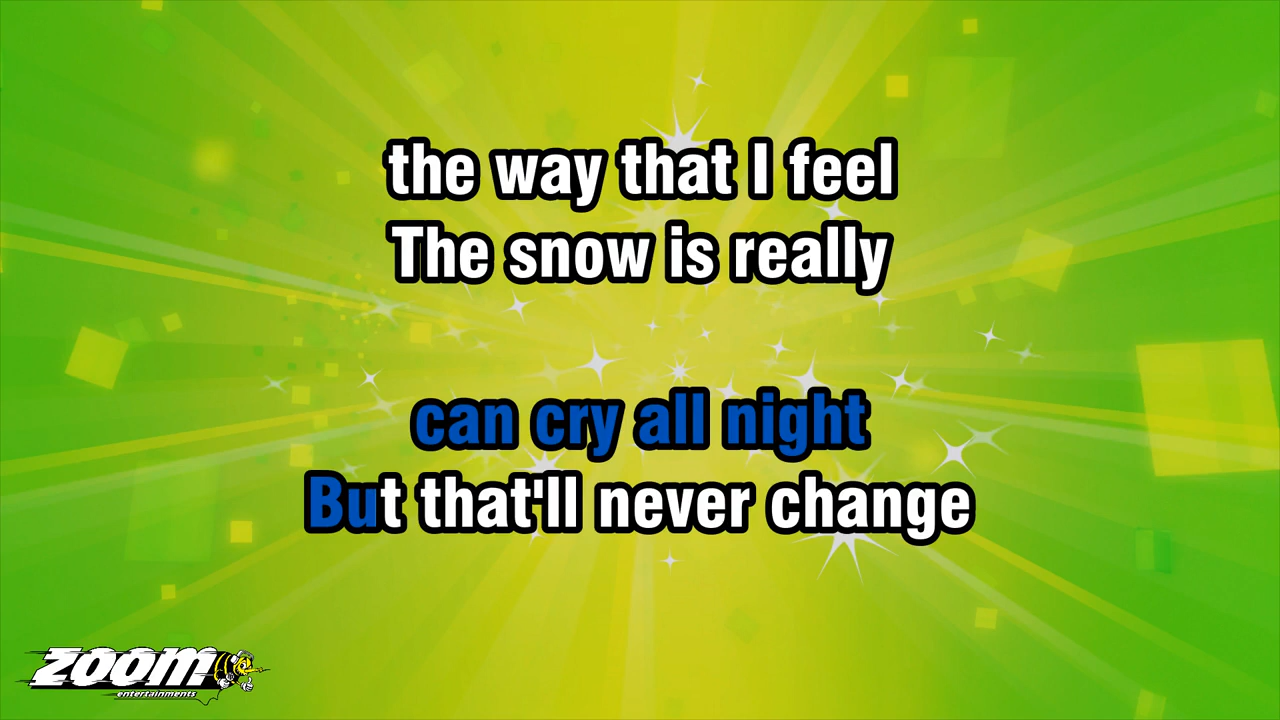 the way that I feel
The snow is really
can cry all night
But that'll never change
ZOOM
entertainments